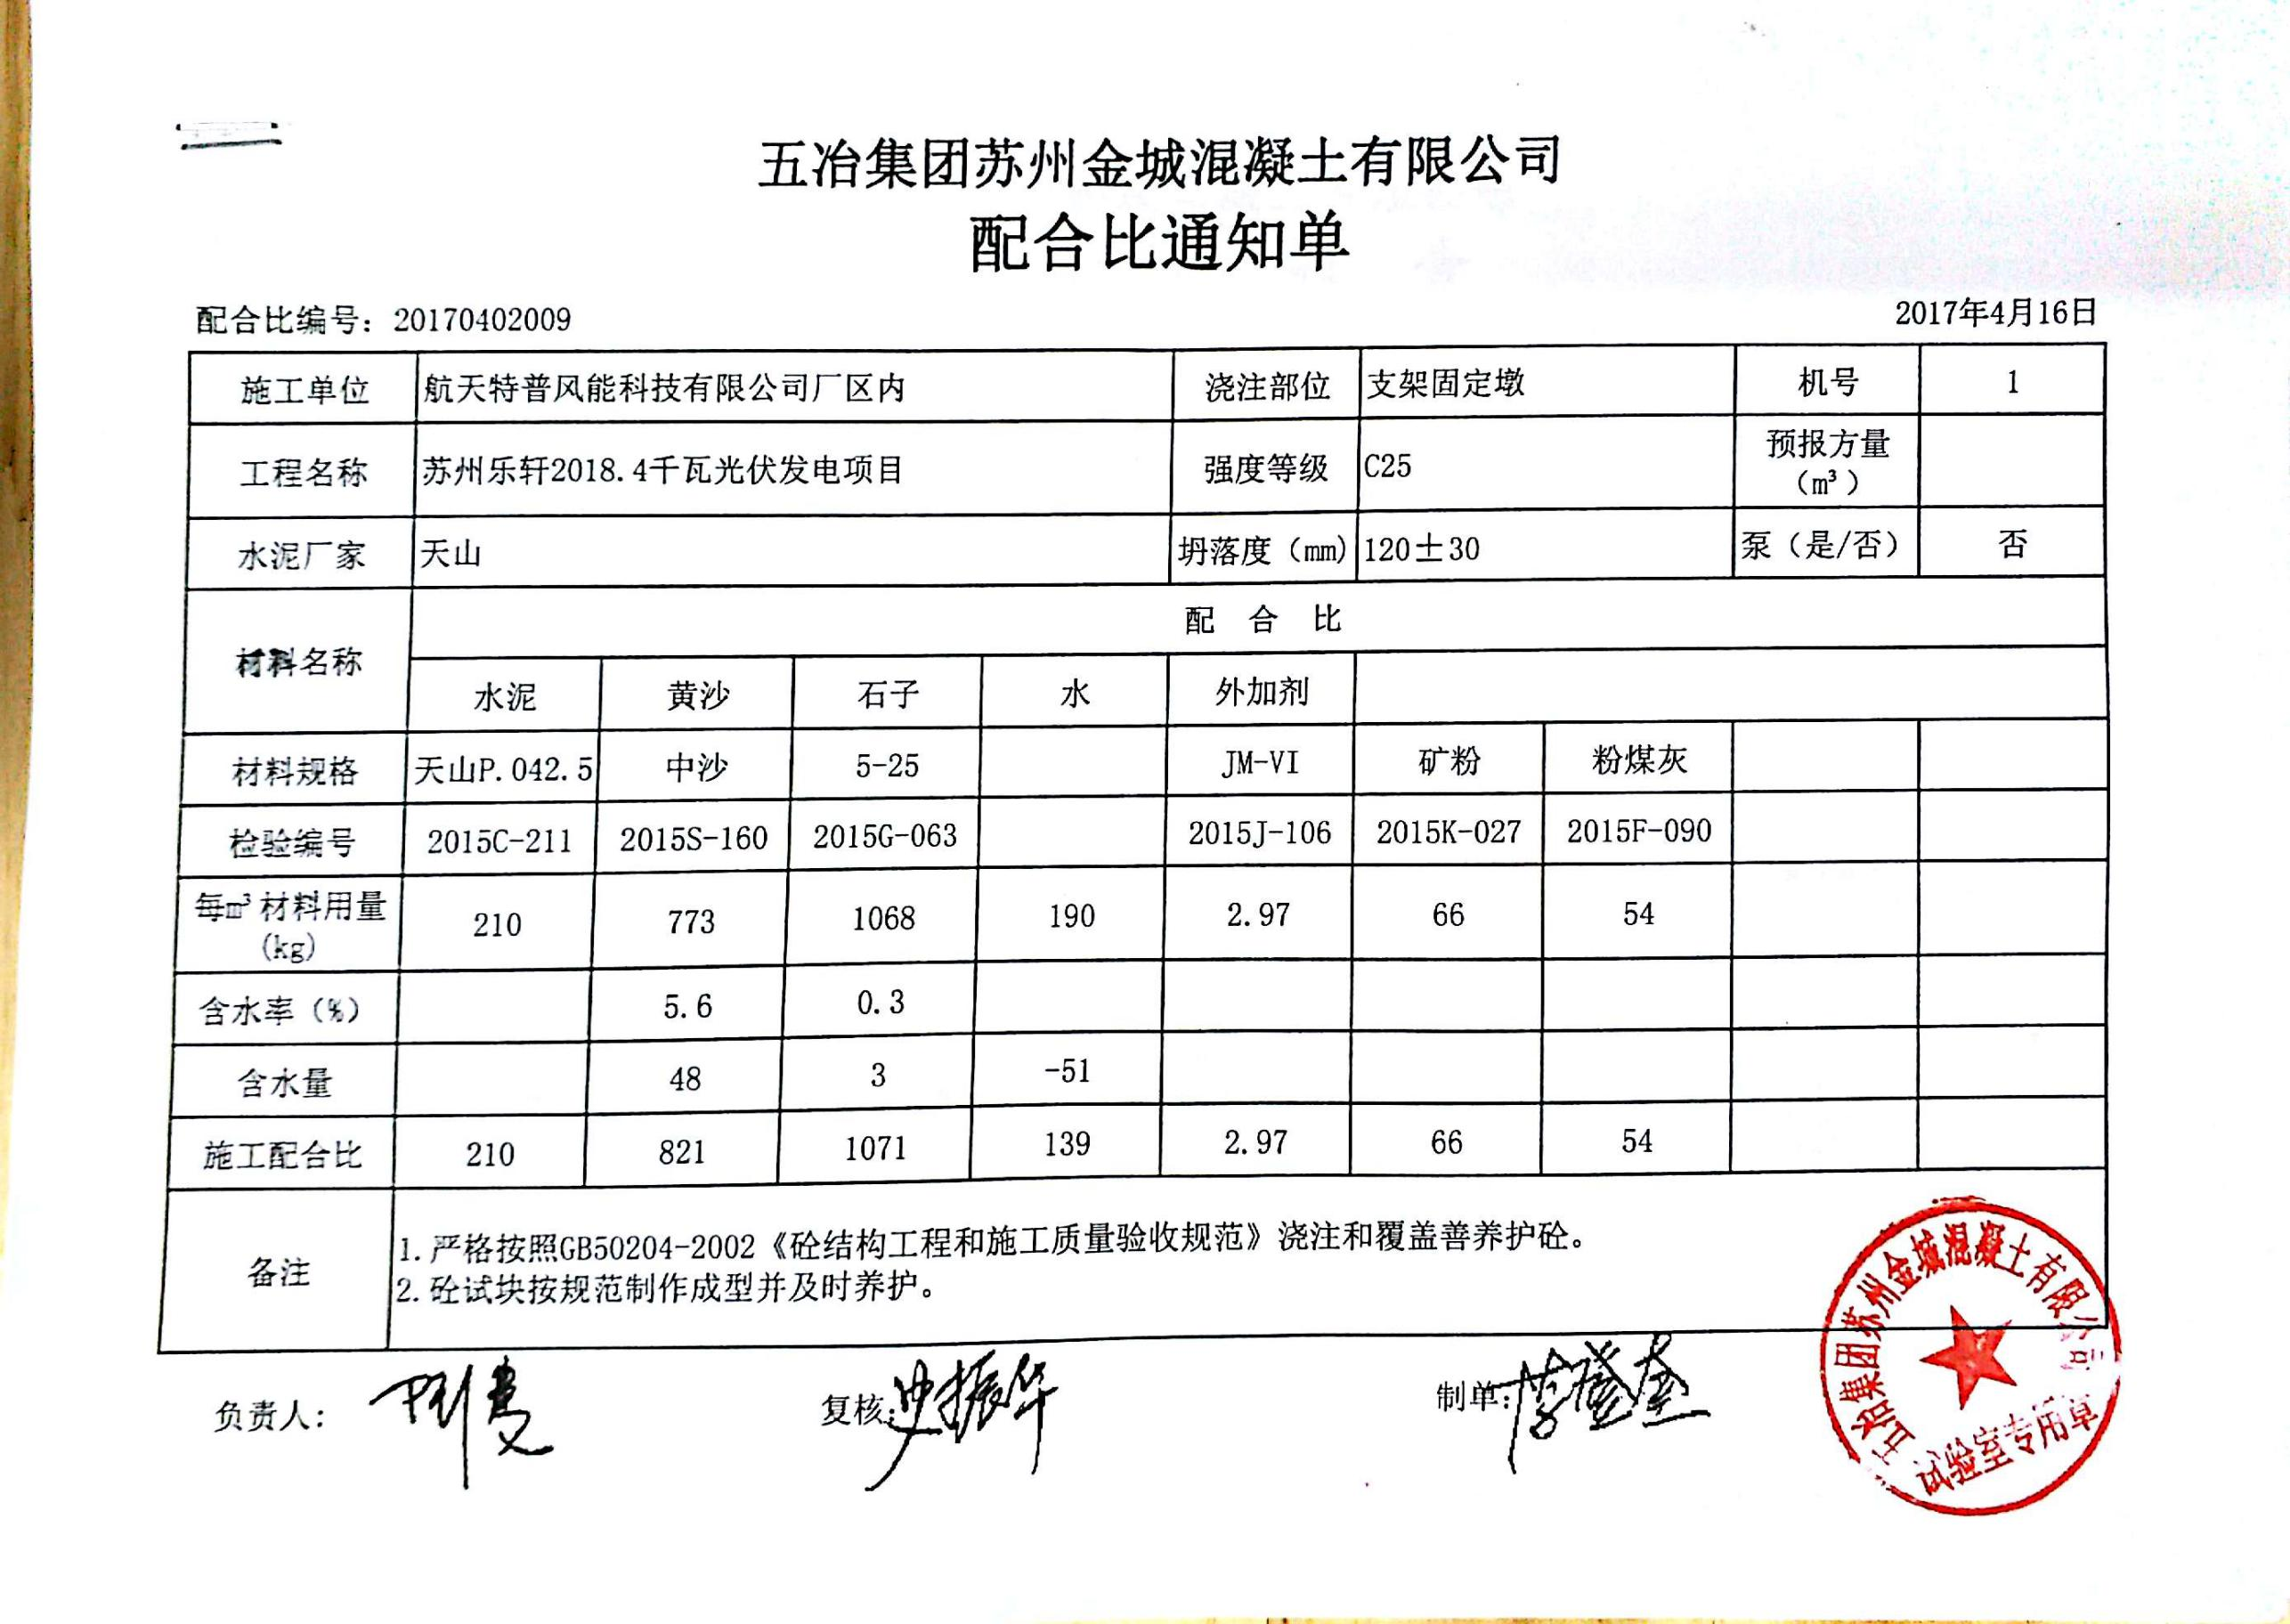 五冶集团苏州金城混凝土有限公司
配合比通知单
配合比编号：20170402009 2017年4月16日
施工单位 航天特普风能科技有限公司厂区内 浇注部位 支架固定墩 机号 1
工程名称 苏州乐轩2018.4千瓦光伏发电项目 强度等级 C25 预报方量（m³）
水泥厂家 天山 坍落度（mm) 120士30 泵（是/否） 否
材料名称 配 合 比
水泥 黄沙 石子 水 外加剂
材料规格 天山P.042.5 中沙 5-25 JM-VI 矿粉 粉煤灰
检验编号 2015C-211 2015S-160 2015G-063 2015J-106 2015K-027 2015F-090
每m³材料用量(kg) 210 773 1068 190 2.97 66 54
含水率（%） 5.6 0.3
含水量 48 3 -51
施工配合比 210 821 1071 139 2.97 66 54
备注
1.严格按照GB50204-2002《砼结构工程和施工质量验收规范》浇注和覆盖善养护砼。
2.砼试块按规范制作成型并及时养护。
负责人： 复核：史振华 制单：
五冶集团苏州金城混凝土有限公司
试验室专用章